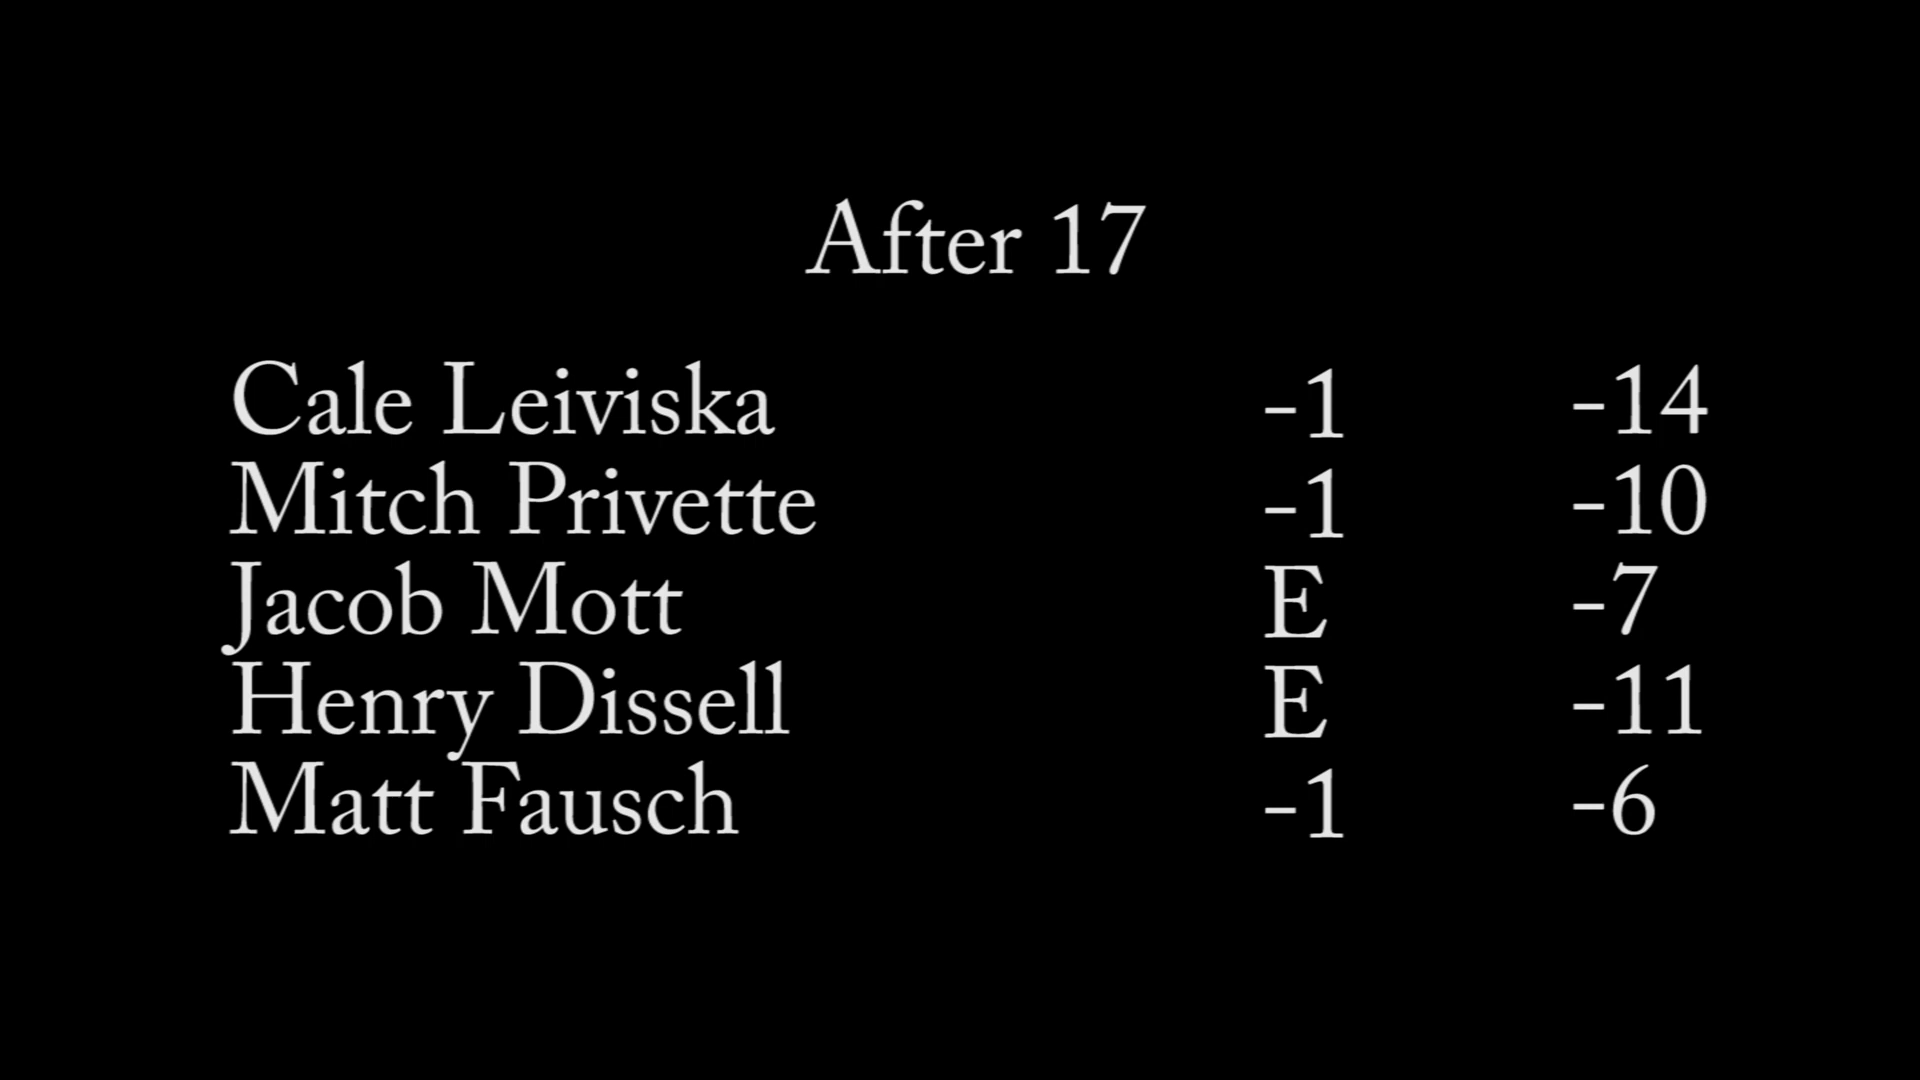 After 17
Cale Leiviska -1 -14
Mitch Privette -1 -10
Jacob Mott E -7
Henry Dissell E -11
Matt Fausch -1 -6